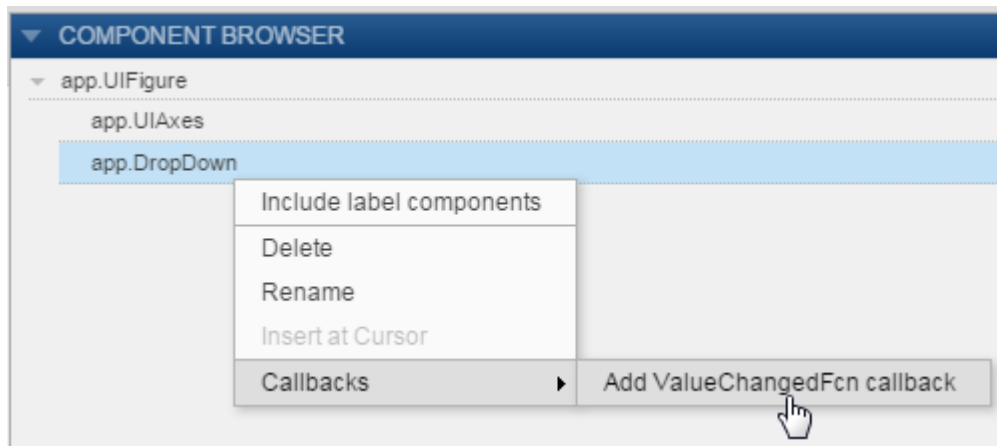 COMPONENT BROWSER
app.UIFigure
app.UIAxes
app.DropDown
Include label components
Delete
Rename
Insert at Cursor
Callbacks
Add ValueChangedFcn callback